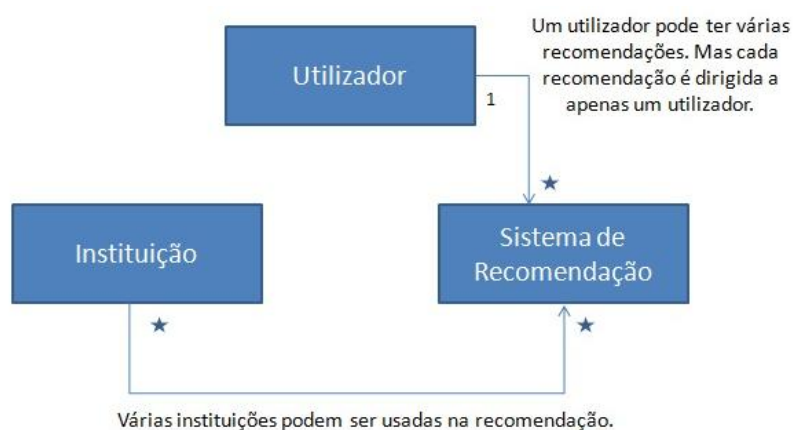 Um utilizador pode ter várias
recomendações. Mas cada
recomendação é dirigida a
apenas um utilizador.
Utilizador
1
★
Instituição
Sistema de
Recomendação
★
★
Várias instituições podem ser usadas na recomendação.